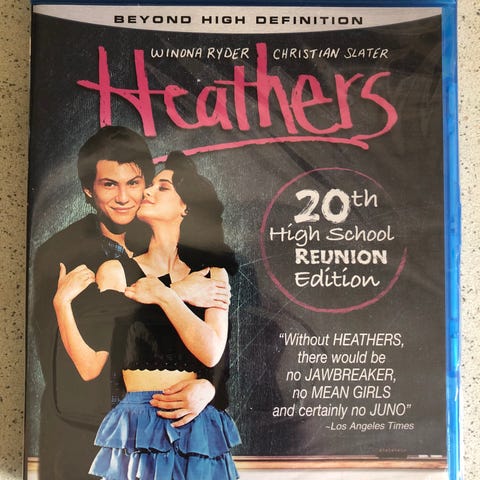 BEYOND HIGH DEFINITION
WINONA RYDER CHRISTIAN SLATER
Heathers
20th
High School
REUNION
Edition
“Without HEATHERS,
there would be
no JAWBREAKER,
no MEAN GIRLS
and certainly no JUNO”
~Los Angeles Times